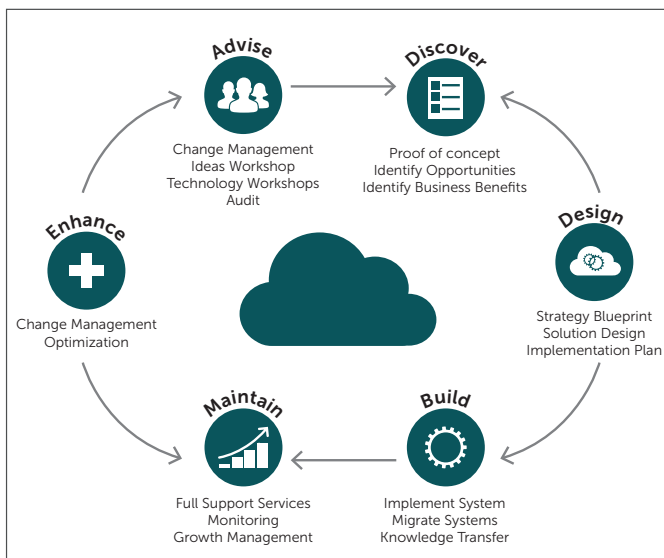 Advise
Change Management
Ideas Workshop
Technology Workshops
Audit
Discover
Proof of concept
Identify Opportunities
Identify Business Benefits
Enhance
Change Management
Optimization
Design
Strategy Blueprint
Solution Design
Implementation Plan
Maintain
Full Support Services
Monitoring
Growth Management
Build
Implement System
Migrate Systems
Knowledge Transfer